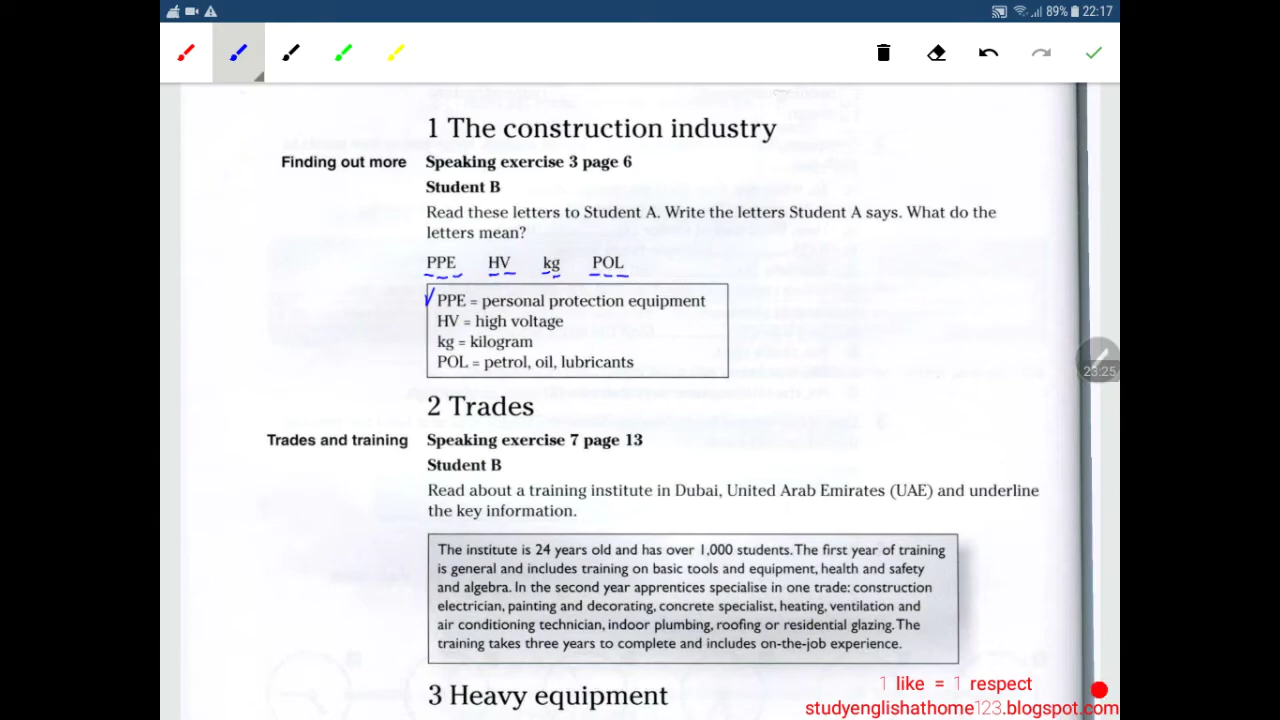 89% 22:17
1 The construction industry
Finding out more Speaking exercise 3 page 6
Student B
Read these letters to Student A. Write the letters Student A says. What do the
letters mean?
PPE HV kg POL
PPE = personal protection equipment
HV = high voltage
kg = kilogram
POL = petrol, oil, lubricants
23:25
2 Trades
Trades and training Speaking exercise 7 page 13
Student B
Read about a training institute in Dubai, United Arab Emirates (UAE) and underline
the key information.
The institute is 24 years old and has over 1,000 students. The first year of training
is general and includes training on basic tools and equipment, health and safety
and algebra. In the second year apprentices specialise in one trade: construction
electrician, painting and decorating, concrete specialist, heating, ventilation and
air conditioning technician, indoor plumbing, roofing or residential glazing. The
training takes three years to complete and includes on-the-job experience.
3 Heavy equipment
1 like = 1 respect
studyenglishathome123.blogspot.com